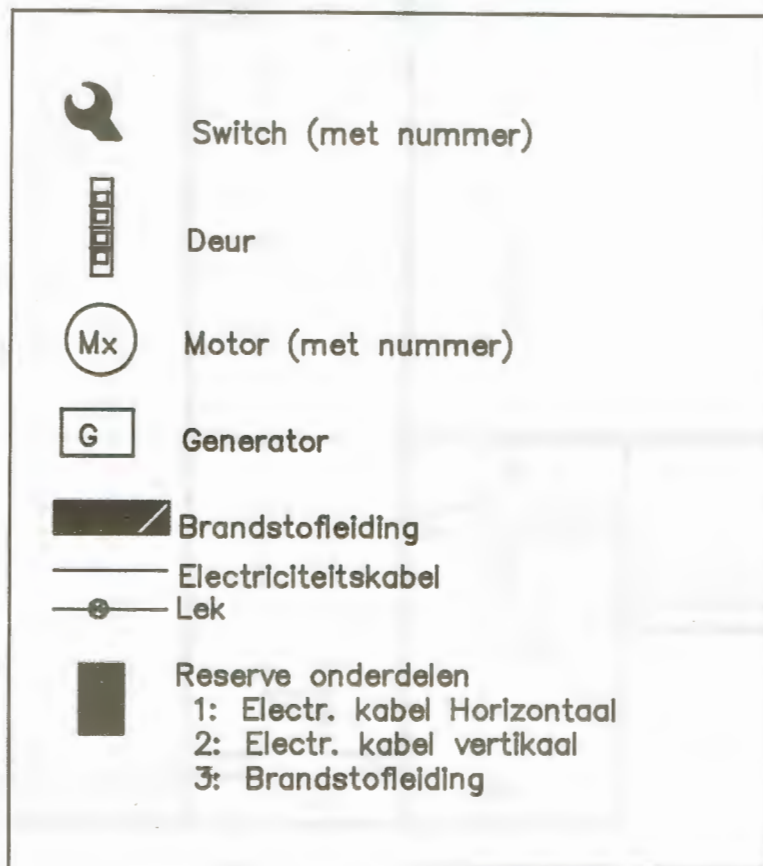 Switch (met nummer)
Deur
Mx Motor (met nummer)
G Generator
Brandstofleiding
Electriciteitskabel
Lek
Reserve onderdelen
1: Electr. kabel Horizontaal
2: Electr. kabel vertikaal
3: Brandstofleiding